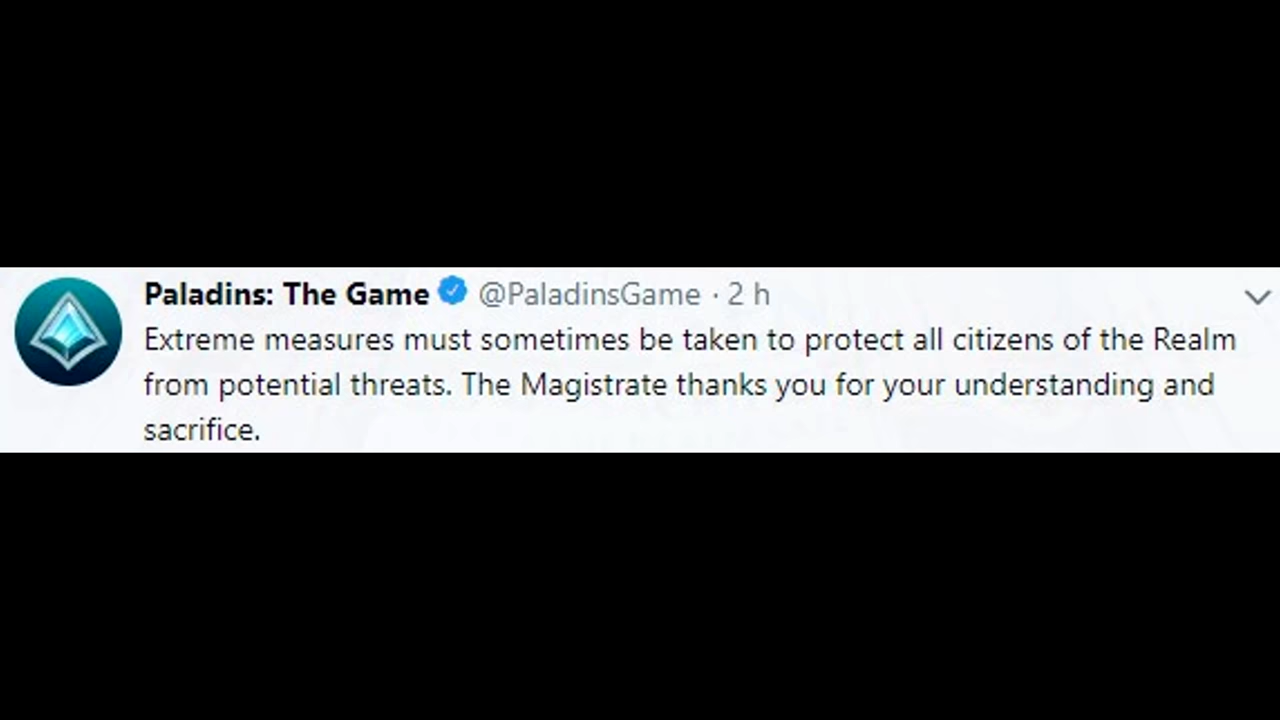 Paladins: The Game @PaladinsGame · 2 h
Extreme measures must sometimes be taken to protect all citizens of the Realm
from potential threats. The Magistrate thanks you for your understanding and
sacrifice.